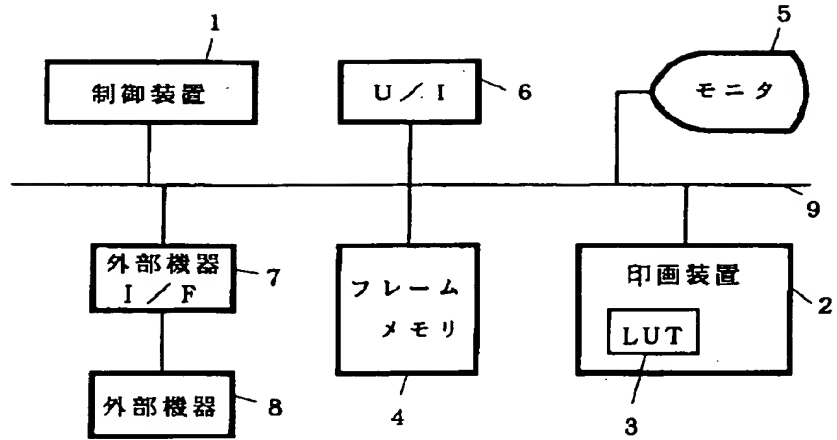 1
制御装置
U/I
6
5
モニタ
9
外部機器
I/F
7
フレーム
メモリ
4
印画装置
LUT
2
3
外部機器
8